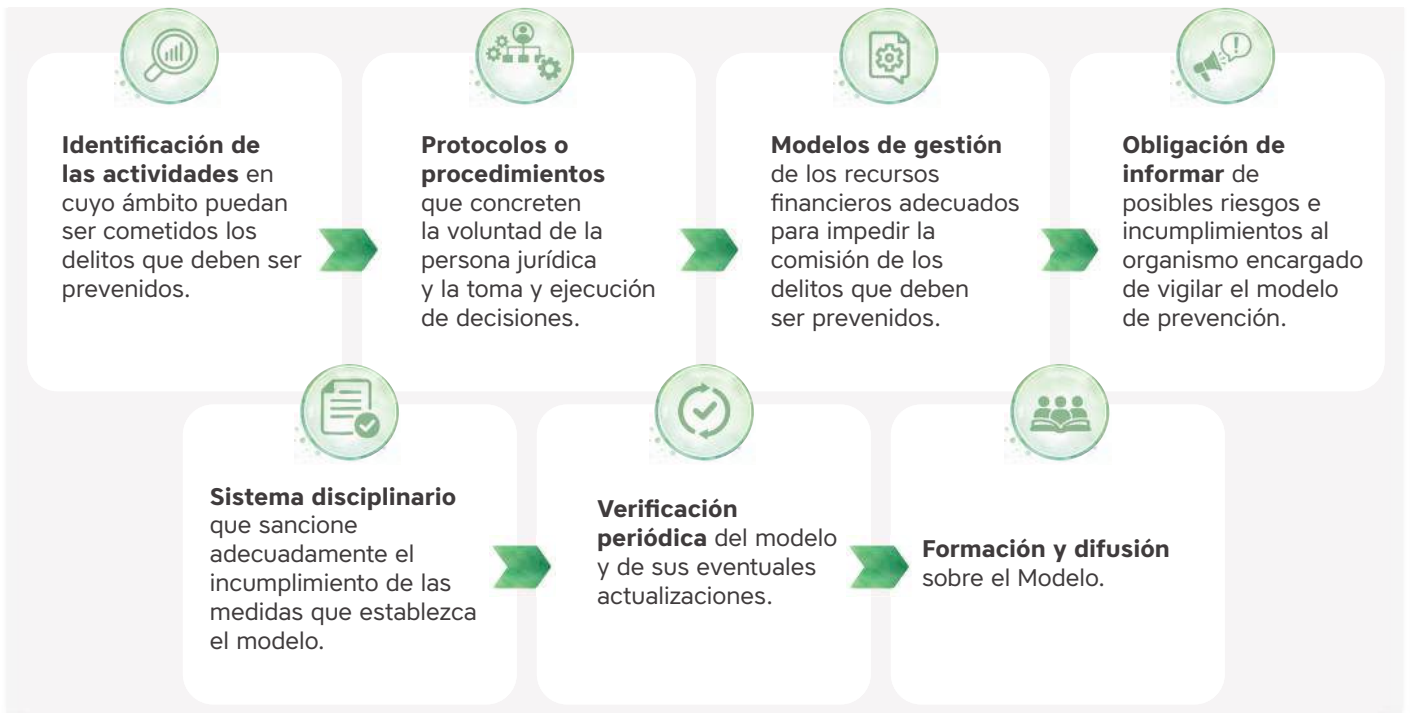 Identificación de
las actividades en
cuyo ámbito puedan
ser cometidos los
delitos que deben ser
prevenidos.
Protocolos o
procedimientos
que concreten
la voluntad de la
persona jurídica
y la toma y ejecución
de decisiones.
Modelos de gestión
de los recursos
financieros adecuados
para impedir la
comisión de los
delitos que deben
ser prevenidos.
Obligación de
informar de
posibles riesgos e
incumplimientos al
organismo encargado
de vigilar el modelo
de prevención.
Sistema disciplinario
que sancione
adecuadamente el
incumplimiento de las
medidas que establezca
el modelo.
Verificación
periódica del modelo
y de sus eventuales
actualizaciones.
Formación y difusión
sobre el Modelo.